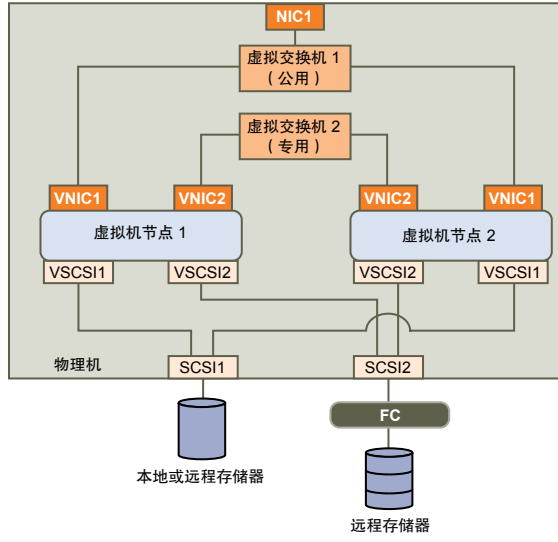 NIC1
虚拟交换机 1
（公用）
虚拟交换机 2
（专用）
VNIC1
VNIC2
VNIC2
VNIC1
虚拟机节点 1
虚拟机节点 2
VSCSI1
VSCSI2
VSCSI2
VSCSI1
物理机
SCSI1
SCSI2
FC
本地或远程存储器
远程存储器